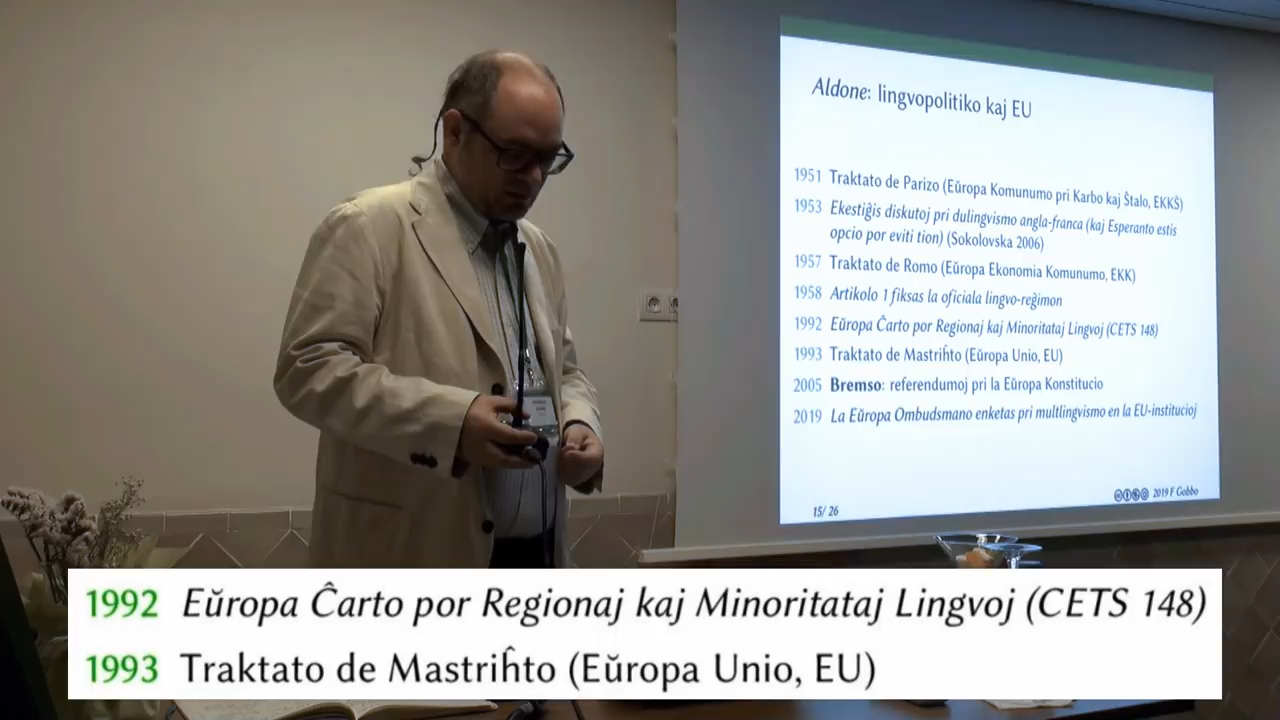 Aldone: lingvopolitiko kaj EU
1951 Traktato de Parizo (Eŭropa Komunumo pri Karbo kaj Ŝtalo, EKKŜ)
1953 Ekestiĝis diskutoj pri dulingvismo angla-franca (kaj Esperanto estis
opcio por eviti tion) (Sokolovska 2006)
1957 Traktato de Romo (Eŭropa Ekonomia Komunumo, EKK)
1958 Artikolo 1 fiksas la oficiala lingvo-reĝimon
1992 Eŭropa Ĉarto por Regionaj kaj Minoritataj Lingvoj (CETS 148)
1993 Traktato de Mastriĥto (Eŭropa Unio, EU)
2005 Bremso: referendumoj pri la Eŭropa Konstitucio
2019 La Eŭropa Ombudsmano enketas pri multlingvismo en la EU-institucioj
2019 F Gobbo
15/ 26
1992 Eŭropa Ĉarto por Regionaj kaj Minoritataj Lingvoj (CETS 148)
1993 Traktato de Mastriĥto (Eŭropa Unio, EU)